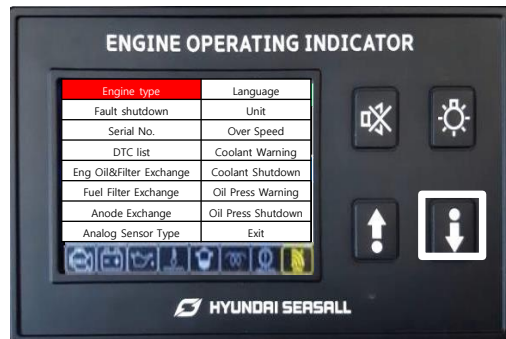 ENGINE OPERATING INDICATOR
Engine type
Language
Fault shutdown
Unit
Serial No.
Over Speed
DTC list
Coolant Warning
Eng Oil&Filter Exchange
Coolant Shutdown
Fuel Filter Exchange
Oil Press Warning
Anode Exchange
Oil Press Shutdown
Analog Sensor Type
Exit
HYUNDAI SEASALL